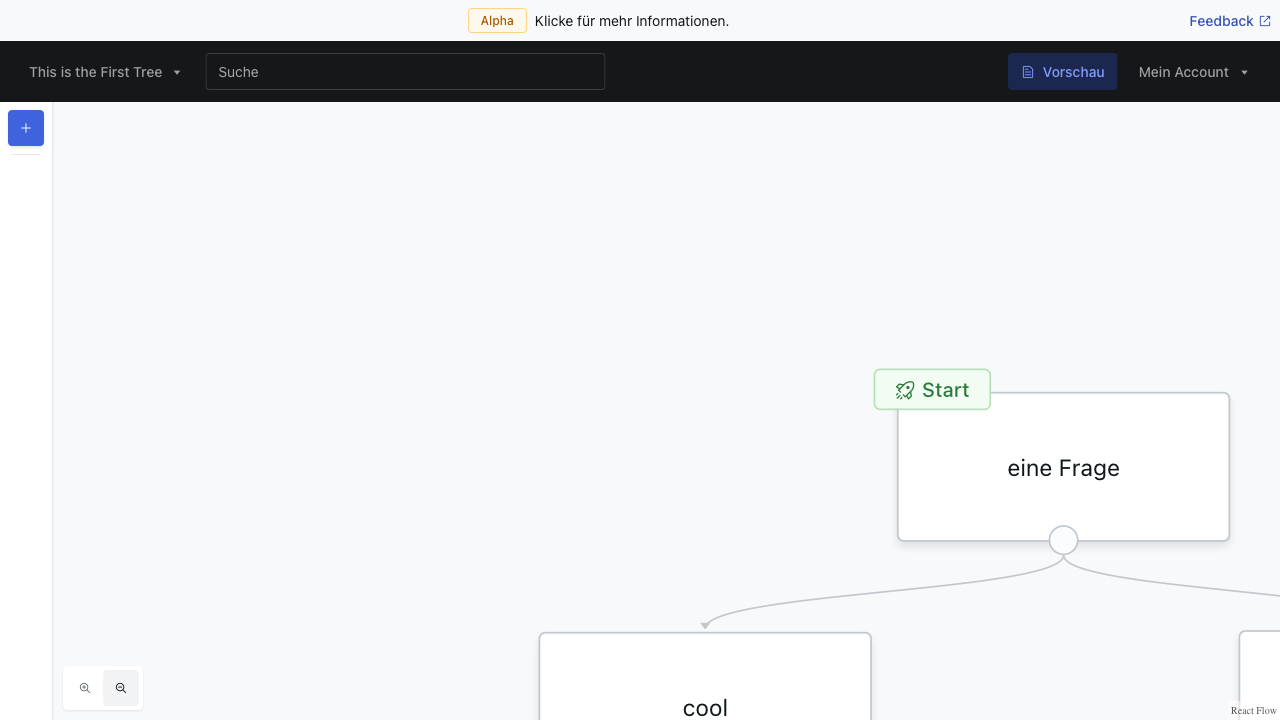 Alpha Klicke für mehr Informationen.
Feedback
This is the First Tree
Suche
Vorschau
Mein Account
Start
eine Frage
cool
React Flow